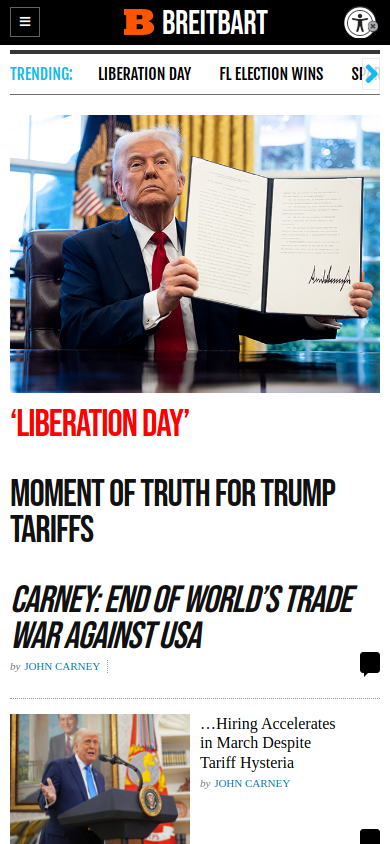 BREITBART
TRENDING:
LIBERATION DAY
FL ELECTION WINS
‘LIBERATION DAY’
MOMENT OF TRUTH FOR TRUMP
TARIFFS
CARNEY: END OF WORLD’S TRADE
WAR AGAINST USA
by JOHN CARNEY
…Hiring Accelerates
in March Despite
Tariff Hysteria
by JOHN CARNEY